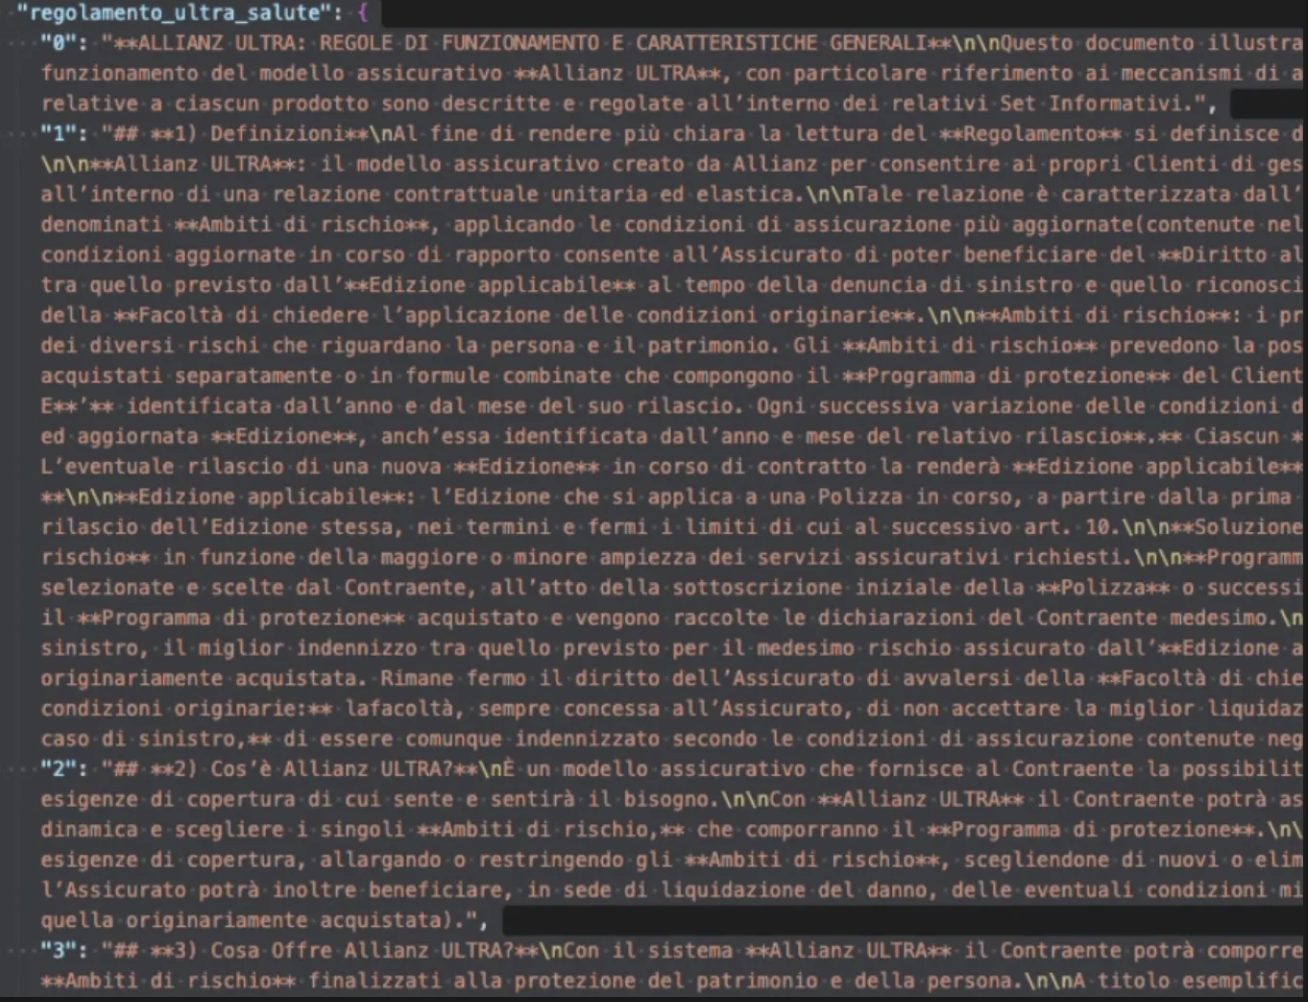 "regolamento_ultra_salute": {
"0": "**ALLIANZ ULTRA: REGOLE DI FUNZIONAMENTO E CARATTERISTICHE GENERALI**\n\nQuesto documento illustra
funzionamento del modello assicurativo **Allianz ULTRA**, con particolare riferimento ai meccanismi di a
relative a ciascun prodotto sono descritte e regolate all’interno dei relativi Set Informativi.",
"1": "## **1) Definizioni**\nAl fine di rendere più chiara la lettura del **Regolamento** si definisce d
\n\n**Allianz ULTRA**: il modello assicurativo creato da Allianz per consentire ai propri Clienti di ges
all’interno di una relazione contrattuale unitaria ed elastica.\n\nTale relazione è caratterizzata dall’
denominati **Ambiti di rischio**, applicando le condizioni di assicurazione più aggiornate(contenute nel
condizioni aggiornate in corso di rapporto consente all’Assicurato di poter beneficiare del **Diritto al
tra quello previsto dall’**Edizione applicabile** al tempo della denuncia di sinistro e quello riconosci
della **Facoltà di chiedere l’applicazione delle condizioni originarie**.\n\n**Ambiti di rischio**: i pr
dei diversi rischi che riguardano la persona e il patrimonio. Gli **Ambiti di rischio** prevedono la pos
acquistati separatamente o in formule combinate che compongono il **Programma di protezione** del Client
E**’** identificata dall’anno e dal mese del suo rilascio. Ogni successiva variazione delle condizioni d
ed aggiornata **Edizione**, anch’essa identificata dall’anno e mese del relativo rilascio**.** Ciascun *
L’eventuale rilascio di una nuova **Edizione** in corso di contratto la renderà **Edizione applicabile**
**\n\n**Edizione applicabile**: l’Edizione che si applica a una Polizza in corso, a partire dalla prima
rilascio dell’Edizione stessa, nei termini e fermi i limiti di cui al successivo art. 10.\n\n**Soluzione
rischio** in funzione della maggiore o minore ampiezza dei servizi assicurativi richiesti.\n\n**Programm
selezionate e scelte dal Contraente, all’atto della sottoscrizione iniziale della **Polizza** o successi
il **Programma di protezione** acquistato e vengono raccolte le dichiarazioni del Contraente medesimo.\n
sinistro, il miglior indennizzo tra quello previsto per il medesimo rischio assicurato dall’**Edizione a
originariamente acquistata. Rimane fermo il diritto dell’Assicurato di avvalersi della **Facoltà di chie
condizioni originarie:** lafacoltà, sempre concessa all’Assicurato, di non accettare la miglior liquidaz
caso di sinistro,** di essere comunque indennizzato secondo le condizioni di assicurazione contenute neg
"2": "## **2) Cos’è Allianz ULTRA?**\nÈ un modello assicurativo che fornisce al Contraente la possibilit
esigenze di copertura di cui sente e sentirà il bisogno.\n\nCon **Allianz ULTRA** il Contraente potrà as
dinamica e scegliere i singoli **Ambiti di rischio,** che comporranno il **Programma di protezione**.\n\
esigenze di copertura, allargando o restringendo gli **Ambiti di rischio**, scegliendone di nuovi o elim
l’Assicurato potrà inoltre beneficiare, in sede di liquidazione del danno, delle eventuali condizioni mi
quella originariamente acquistata).",
"3": "## **3) Cosa Offre Allianz ULTRA?**\nCon il sistema **Allianz ULTRA** il Contraente potrà comporre
**Ambiti di rischio** finalizzati alla protezione del patrimonio e della persona.\n\nA titolo esemplific